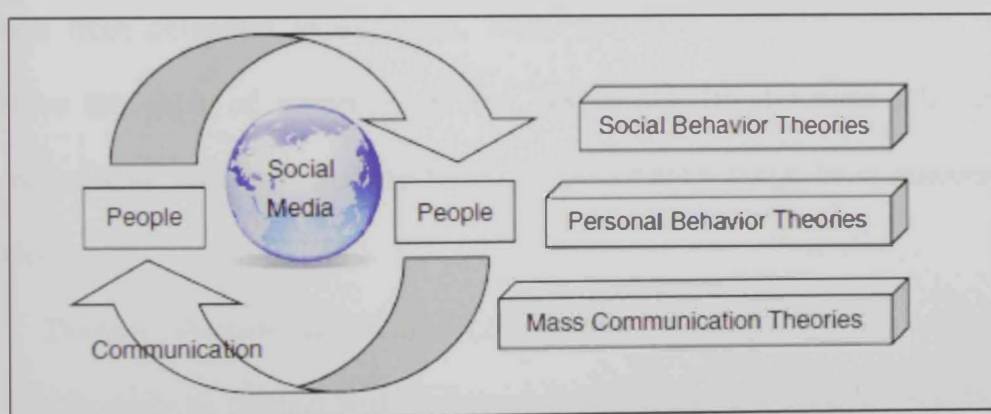 Social Behavior Theories
Social
Media
People
People
Personal Behavior Theories
Mass Communication Theories
Communication